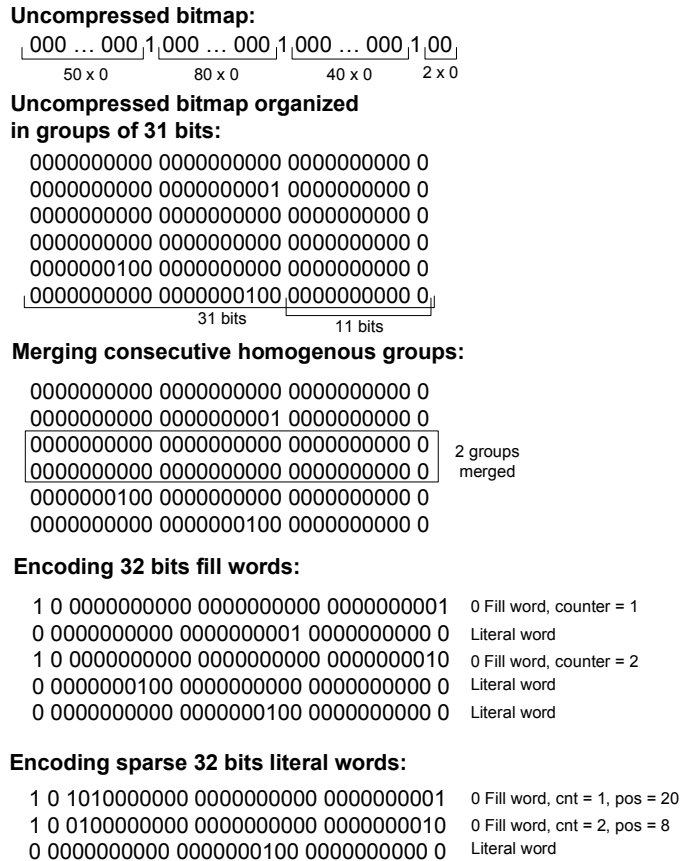 Uncompressed bitmap:
000 ... 000 1 000 ... 000 1 000 ... 000 1 00
50 x 0 80 x 0 40 x 0 2 x 0
Uncompressed bitmap organized
in groups of 31 bits:
0000000000 0000000000 0000000000 0
0000000000 0000000001 0000000000 0
0000000000 0000000000 0000000000 0
0000000000 0000000000 0000000000 0
0000000100 0000000000 0000000000 0
0000000000 0000000100 0000000000 0
31 bits 11 bits
Merging consecutive homogenous groups:
0000000000 0000000000 0000000000 0
0000000000 0000000001 0000000000 0
0000000000 0000000000 0000000000 0 2 groups
0000000000 0000000000 0000000000 0 merged
0000000100 0000000000 0000000000 0
0000000000 0000000100 0000000000 0
Encoding 32 bits fill words:
1 0 0000000000 0000000000 0000000001 0 Fill word, counter = 1
0 0000000000 0000000001 0000000000 0 Literal word
1 0 0000000000 0000000000 0000000010 0 Fill word, counter = 2
0 0000000100 0000000000 0000000000 0 Literal word
0 0000000000 0000000100 0000000000 0 Literal word
Encoding sparse 32 bits literal words:
1 0 1010000000 0000000000 0000000001 0 Fill word, cnt = 1, pos = 20
1 0 0100000000 0000000000 0000000010 0 Fill word, cnt = 2, pos = 8
0 0000000000 0000000100 0000000000 0 Literal word